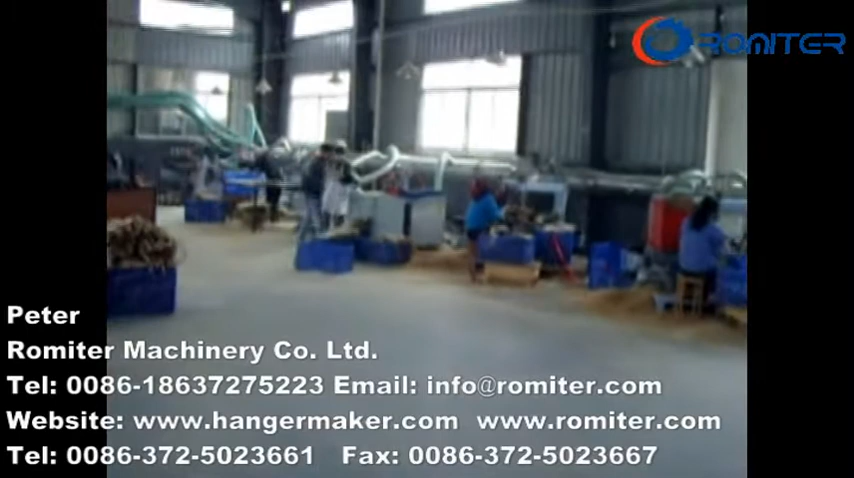 ROMITER
Peter
Romiter Machinery Co. Ltd.
Tel: 0086-18637275223 Email: info@romiter.com
Website: www.hangermaker.com www.romiter.com
Tel: 0086-372-5023661 Fax: 0086-372-5023667